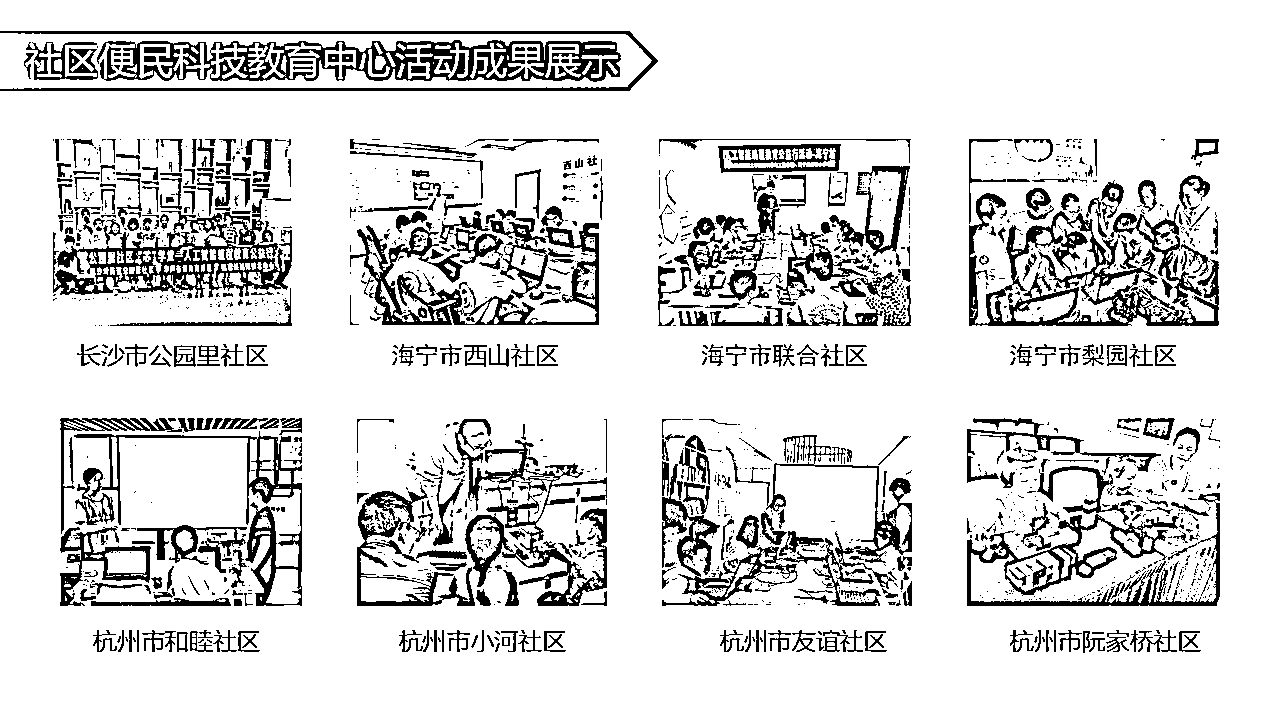 社区便民科技教育中心活动成果展示
西山社
长沙市公园里社区
海宁市西山社区
海宁市联合社区
海宁市梨园社区
杭州市和睦社区
杭州市小河社区
杭州市友谊社区
杭州市阮家桥社区